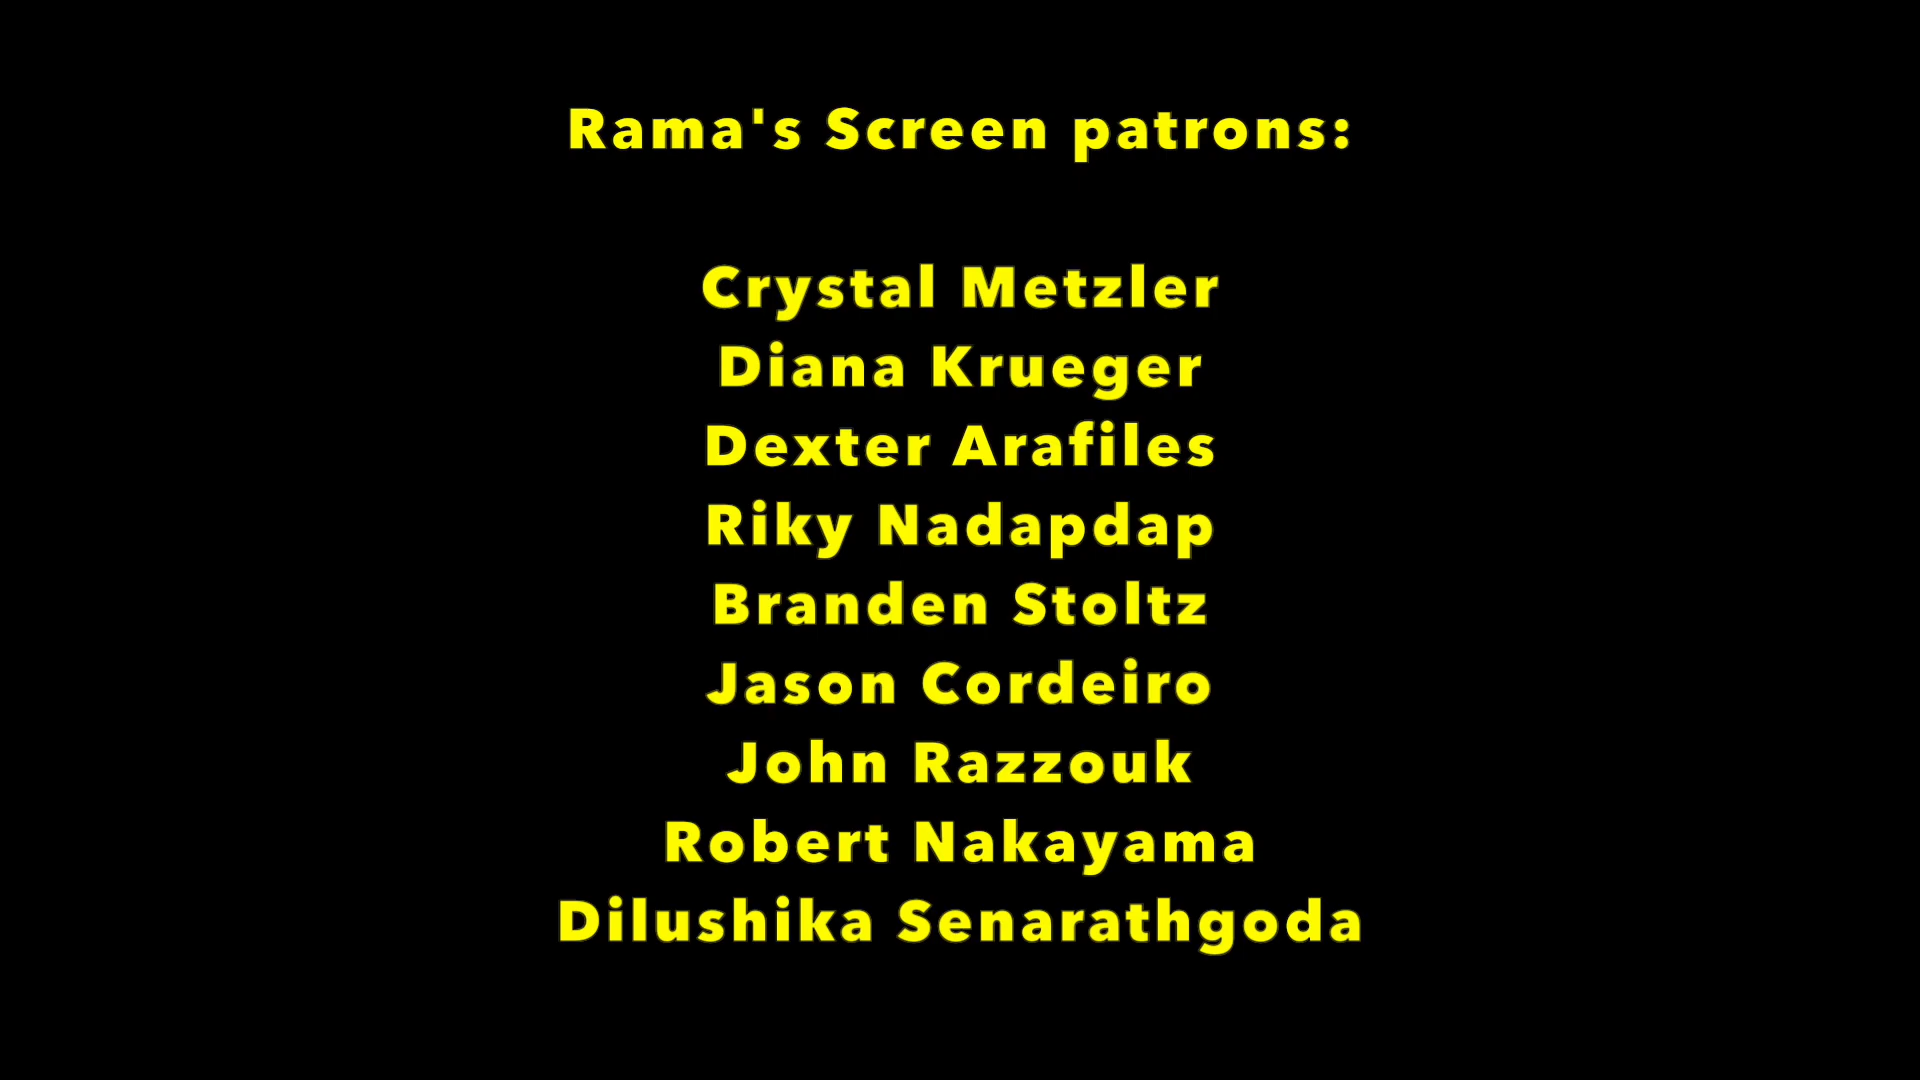 Rama's Screen patrons:
Crystal Metzler
Diana Krueger
Dexter Arafiles
Riky Nadapdap
Branden Stoltz
Jason Cordeiro
John Razzouk
Robert Nakayama
Dilushika Senarathgoda